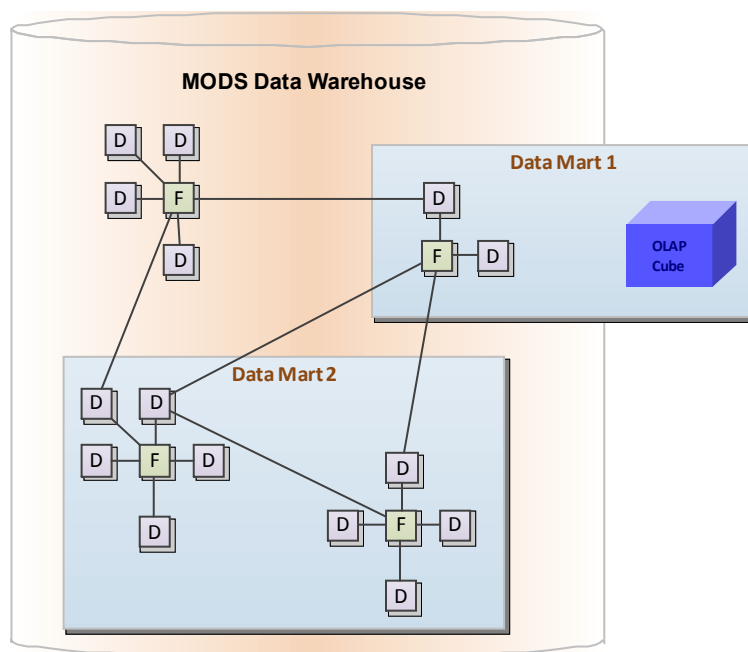 MODS Data Warehouse
D D
Data Mart 1
D F D
D
F D
OLAP
Cube
Data Mart 2
D D
D F D
D
D
D F D
D